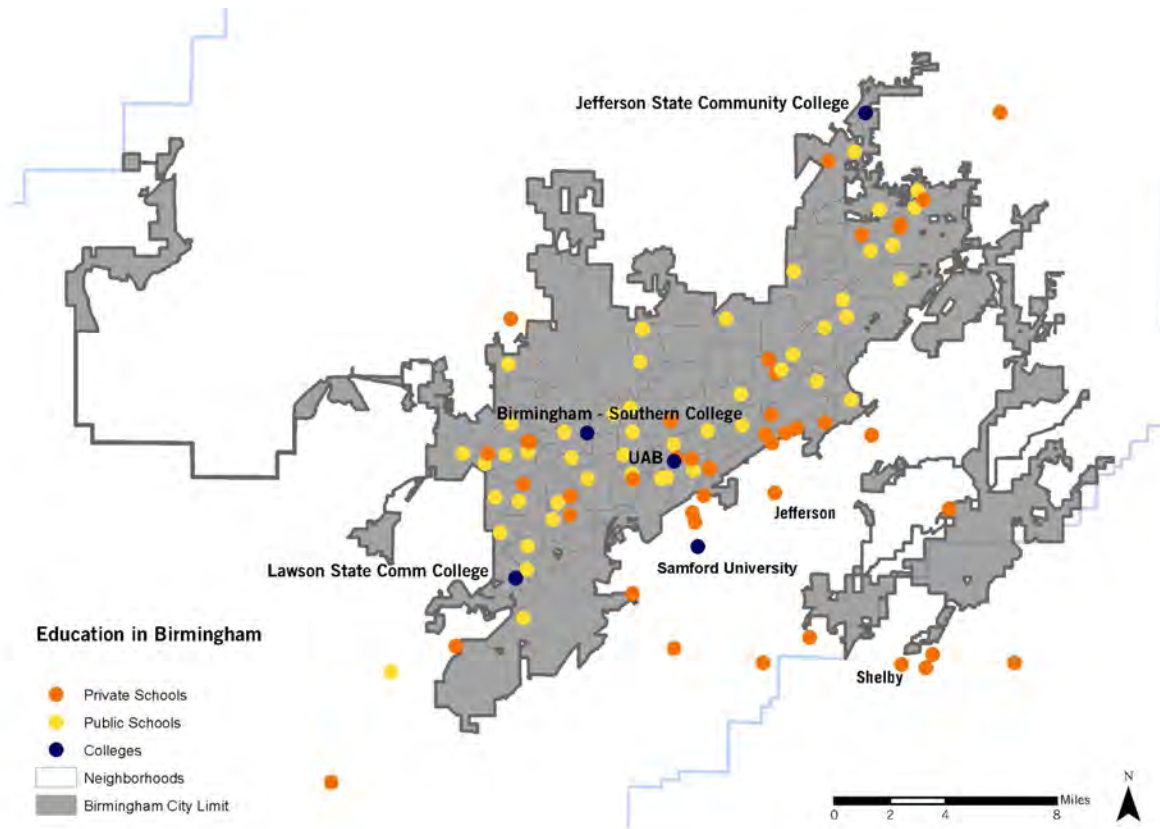 Jefferson State Community College
Birmingham - Southern College
UAB
Jefferson
Samford University
Lawson State Comm College
Shelby
Education in Birmingham
Private Schools
Public Schools
Colleges
Neighborhoods
Birmingham City Limit
N
Miles
0 2 4 8